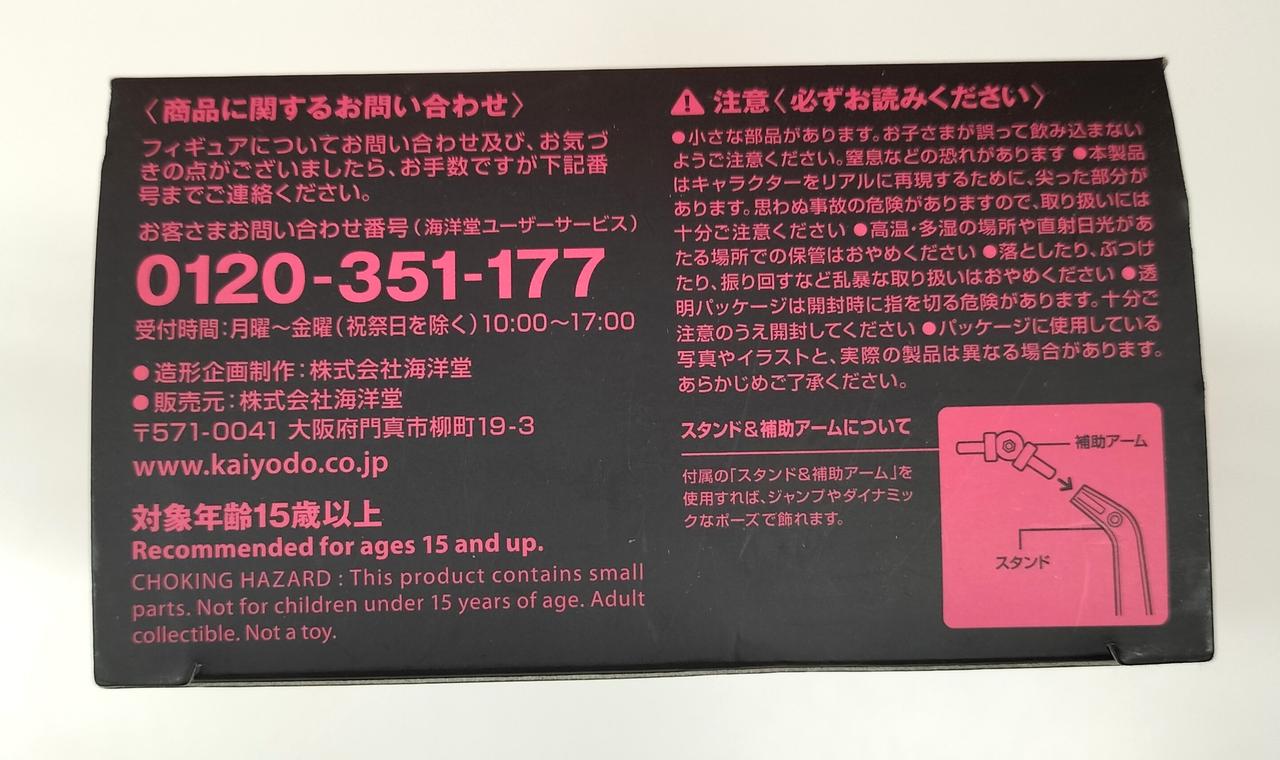 〈商品に関するお問い合わせ〉
フィギュアについてお問い合わせ及び、お気づ
きの点がございましたら、お手数ですが下記番
号までご連絡ください。
お客さまお問い合わせ番号（海洋堂ユーザーサービス）
0120-351-177
受付時間：月曜～金曜（祝祭日を除く）10:00～17:00
●造形企画制作：株式会社海洋堂
●販売元：株式会社海洋堂
〒571-0041 大阪府門真市柳町19-3
www.kaiyodo.co.jp
対象年齢15歳以上
Recommended for ages 15 and up.
CHOKING HAZARD : This product contains small
parts. Not for children under 15 years of age. Adult
collectible. Not a toy.
⚠ 注意〈必ずお読みください〉
●小さな部品があります。お子さまが誤って飲み込まない
ようご注意ください。窒息などの恐れがあります ●本製品
はキャラクターをリアルに再現するために、尖った部分が
あります。思わぬ事故の危険がありますので、取り扱いには
十分ご注意ください ●高温・多湿の場所や直射日光があ
たる場所での保管はおやめください ●落としたり、ぶつけ
たり、振り回すなど乱暴な取り扱いはおやめください ●透
明パッケージは開封時に指を切る危険があります。十分ご
注意のうえ開封してください ●パッケージに使用している
写真やイラストと、実際の製品は異なる場合があります。
あらかじめご了承ください。
スタンド&補助アームについて
付属の「スタンド&補助アーム」を
使用すれば、ジャンプやダイナミッ
クなポーズで飾れます。
補助アーム
スタンド